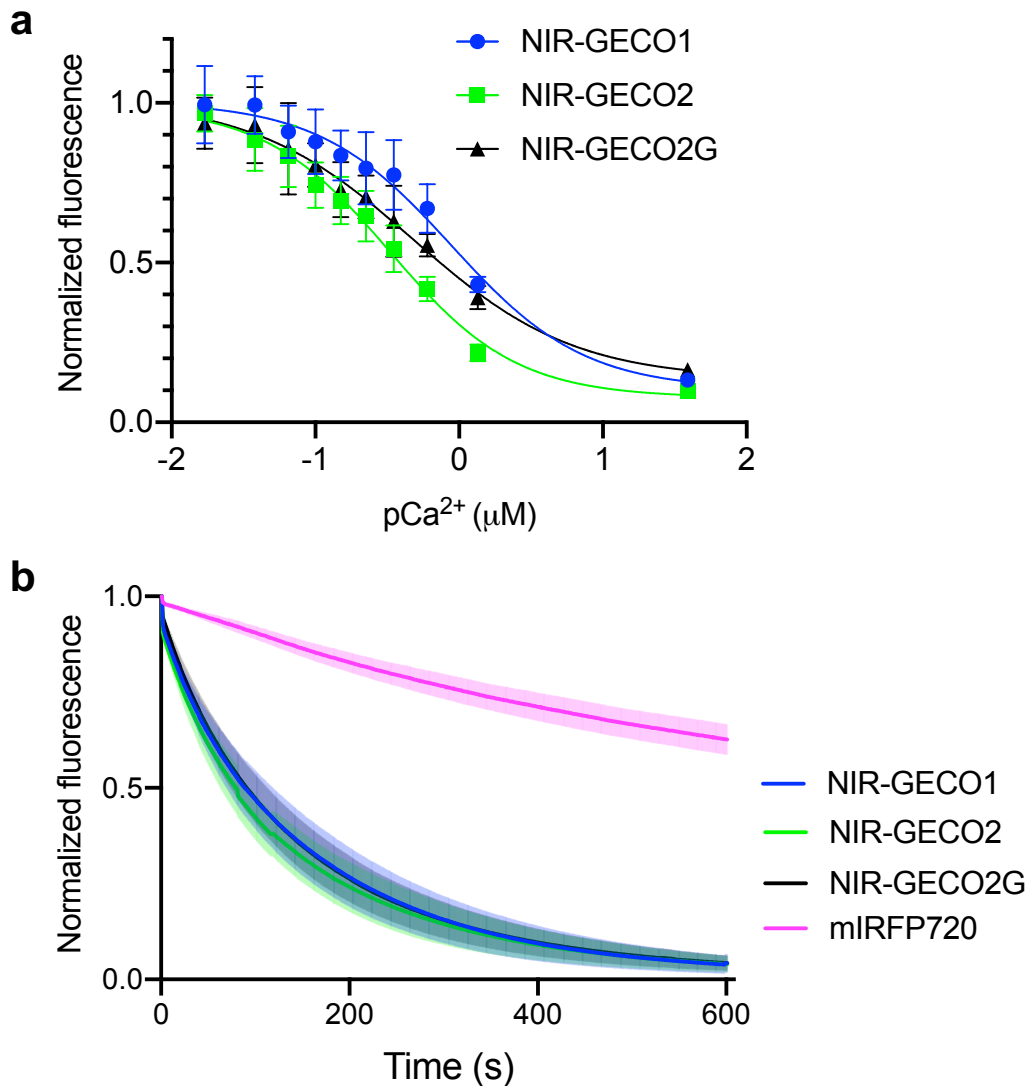 a
NIR-GECO1
NIR-GECO2
NIR-GECO2G
Normalized fluorescence
1.0
0.5
0.0
-2
-1
0
1
2
pCa²⁺ (μM)
b
Normalized fluorescence
1.0
0.5
0.0
0
200
400
600
Time (s)
NIR-GECO1
NIR-GECO2
NIR-GECO2G
mIRFP720